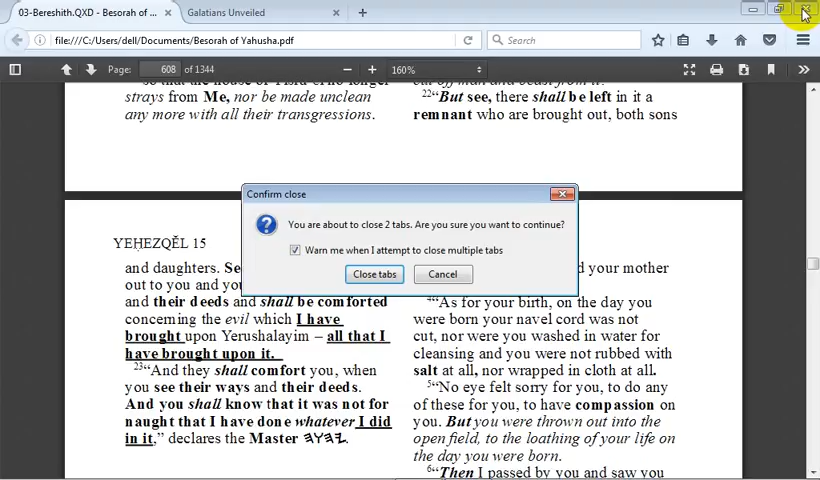 03-Bereshith.QXD - Besorah of ...
Galatians Unveiled
file:///C:/Users/dell/Documents/Besorah of Yahusha.pdf
Search
Page: 608 of 1344
160%
strays from Me, nor be made unclean
any more with all their transgressions.
22“But see, there shall be left in it a
remnant who are brought out, both sons
Confirm close
You are about to close 2 tabs. Are you sure you want to continue?
Warn me when I attempt to close multiple tabs
Close tabs
Cancel
YEḤEZQĚL 15
and daughters.
out to you and
and their deeds and shall be comforted
concerning the evil which I have
brought upon Yerushalayim – all that I
have brought upon it.
23“And they shall comfort you, when
you see their ways and their deeds.
And you shall know that it was not for
naught that I have done whatever I did
in it,” declares the Master 𐤉𐤄𐤅𐤄.
d your mother
4“As for your birth, on the day you
were born your navel cord was not
cut, nor were you washed in water for
cleansing and you were not rubbed with
salt at all, nor wrapped in cloth at all.
5“No eye felt sorry for you, to do any
of these for you, to have compassion on
you. But you were thrown out into the
open field, to the loathing of your life on
the day you were born.
6“Then I passed by you and saw you